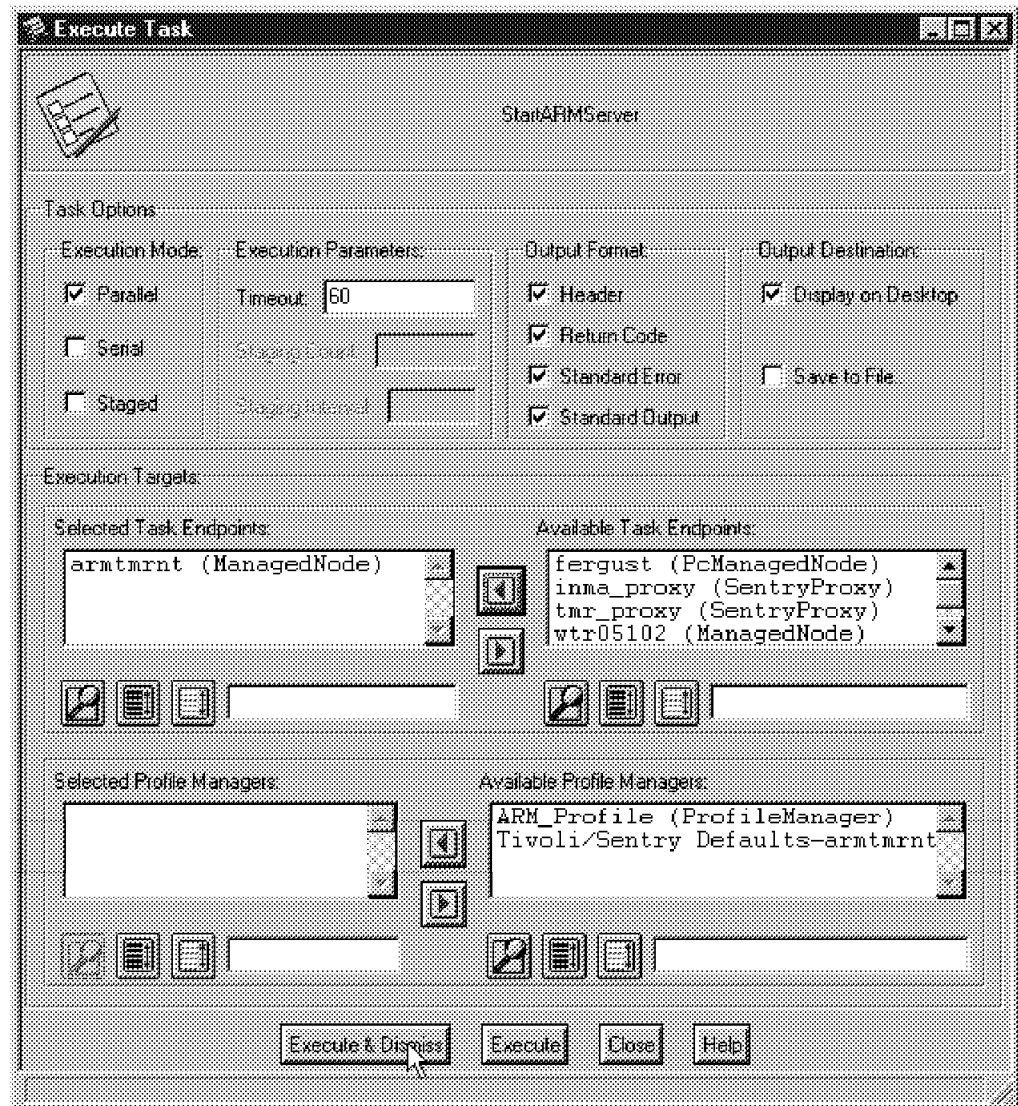 Execute Task
StartARMServer
Task Options
Execution Mode:
Parallel
Serial
Staged
Execution Parameters:
Timeout: 60
Staging Count:
Staging Interval:
Output Format:
Header
Return Code
Standard Error
Standard Output
Output Destination:
Display on Desktop
Save to File...
Execution Targets:
Selected Task Endpoints:
armtmrnt (ManagedNode)
Available Task Endpoints:
fergust (PcManagedNode)
inma_proxy (SentryProxy)
tmr_proxy (SentryProxy)
wtr05102 (ManagedNode)
Selected Profile Managers:
Available Profile Managers:
ARM_Profile (ProfileManager)
Tivoli/Sentry Defaults-armtmrnt
Execute & Dismiss
Execute
Close
Help